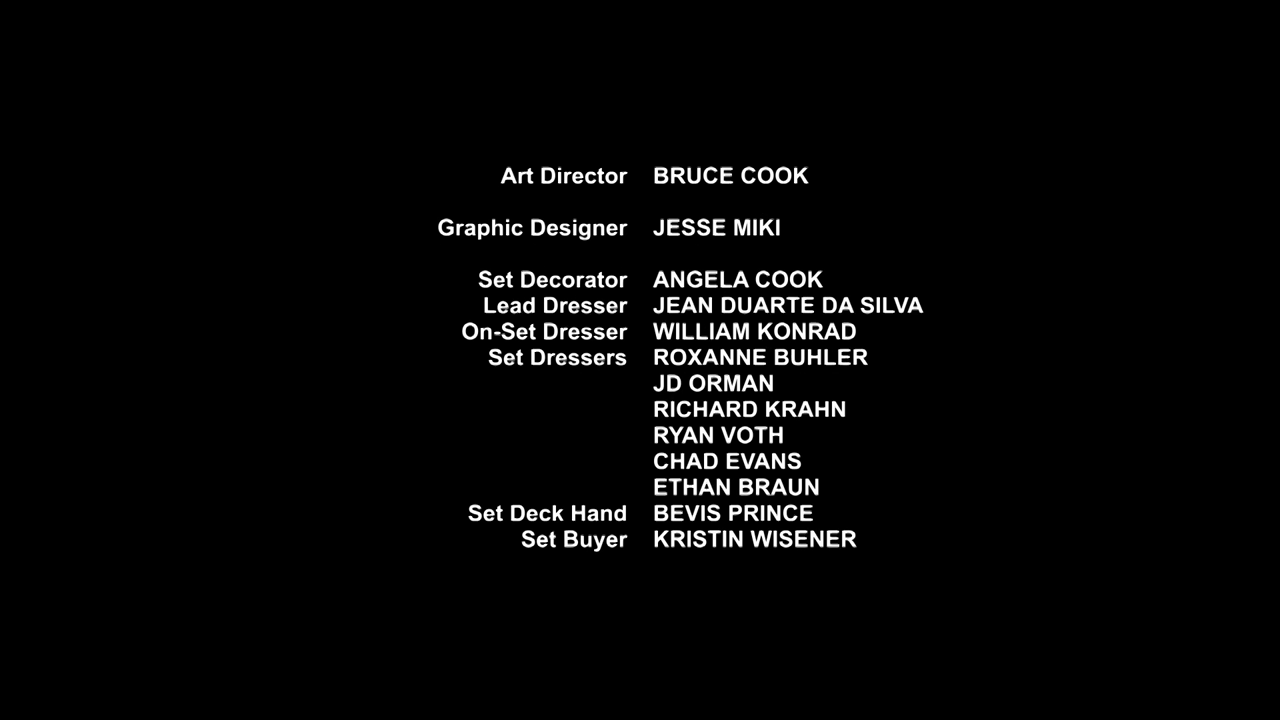 Art Director BRUCE COOK
Graphic Designer JESSE MIKI
Set Decorator ANGELA COOK
Lead Dresser JEAN DUARTE DA SILVA
On-Set Dresser WILLIAM KONRAD
Set Dressers ROXANNE BUHLER
JD ORMAN
RICHARD KRAHN
RYAN VOTH
CHAD EVANS
ETHAN BRAUN
Set Deck Hand BEVIS PRINCE
Set Buyer KRISTIN WISENER